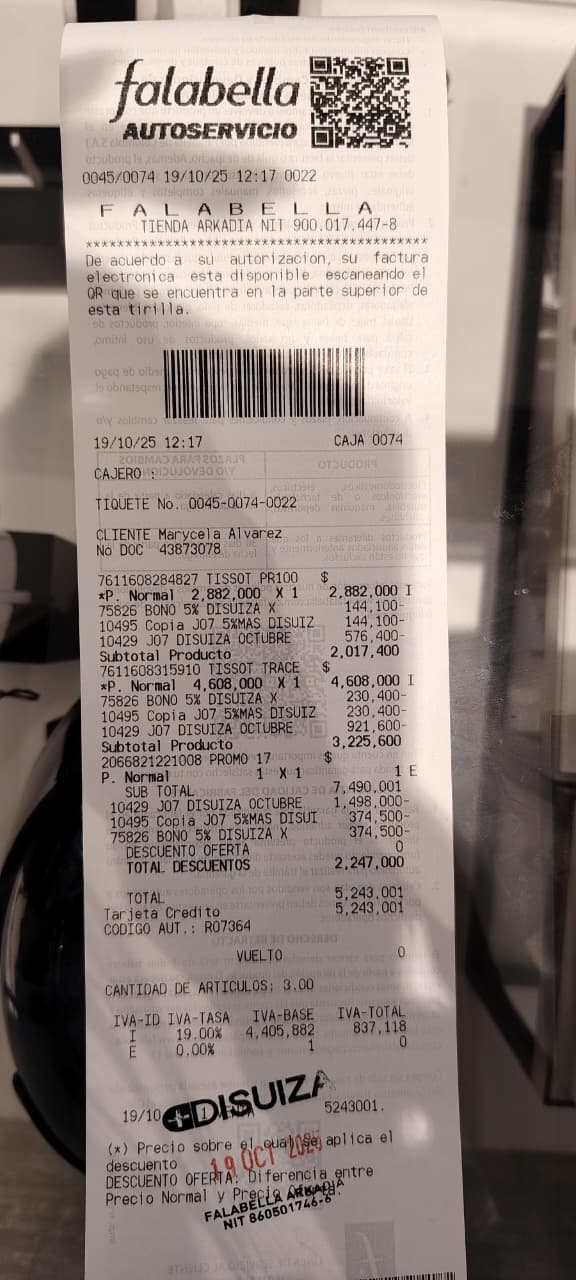 falabella
AUTOSERVICIO
0045/0074 19/10/25 12:17 0022
F A L A B E L L A
TIENDA ARKADIA NIT 900.017.447-8
******************************************
De acuerdo a su autorizacion, su factura
electronica esta disponible escaneando el
QR que se encuentra en la parte superior de
esta tirilla.
19/10/25 12:17 CAJA 0074
CAJERO :
TIQUETE No. 0045-0074-0022
CLIENTE Marycela Alvarez
No DOC 43873078
7611608284827 TISSOT PR100 $
*P. Normal 2,882,000 X 1 2,882,000 I
75826 BONO 5% DISUIZA X 144,100-
10495 Copia J07 5%MAS DISUIZ 144,100-
10429 J07 DISUIZA OCTUBRE 576,400-
Subtotal Producto 2,017,400
7611608315910 TISSOT TRACE $
*P. Normal 4,608,000 X 1 4,608,000 I
75826 BONO 5% DISUIZA X 230,400-
10495 Copia J07 5%MAS DISUIZ 230,400-
10429 J07 DISUIZA OCTUBRE 921,600-
Subtotal Producto 3,225,600
2066821221008 PROMO 17 $
P. Normal 1 X 1 1 E
SUB TOTAL 7,490,001
10429 J07 DISUIZA OCTUBRE 1,498,000-
10495 Copia J07 5%MAS DISUI 374,500-
75826 BONO 5% DISUIZA X 374,500-
DESCUENTO OFERTA 0
TOTAL DESCUENTOS 2,247,000
TOTAL 5,243,001
Tarjeta Credito 5,243,001
CODIGO AUT.: R07364
VUELTO 0
CANTIDAD DE ARTICULOS: 3.00
IVA-ID IVA-TASA IVA-BASE IVA-TOTAL
I 19.00% 4,405,882 837,118
E 0.00% 1 0
DISUIZA
19/10 5243001.
(*) Precio sobre el cual se aplica el
descuento
19 OCT 2025
DESCUENTO OFERTA: Diferencia entre
Precio Normal y Precio
FALABELLA ARKADIA
NIT 860501746-6